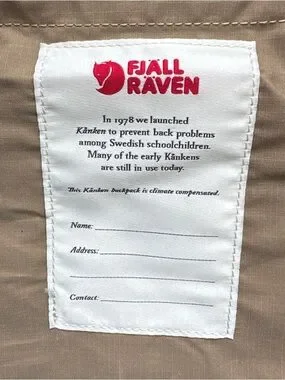 FJÄLL
RÄVEN
In 1978 we launched
Kånken to prevent back problems
among Swedish schoolchildren.
Many of the early Kånkens
are still in use today.
This Kånken backpack is climate compensated.
Name:
Address:
Contact: